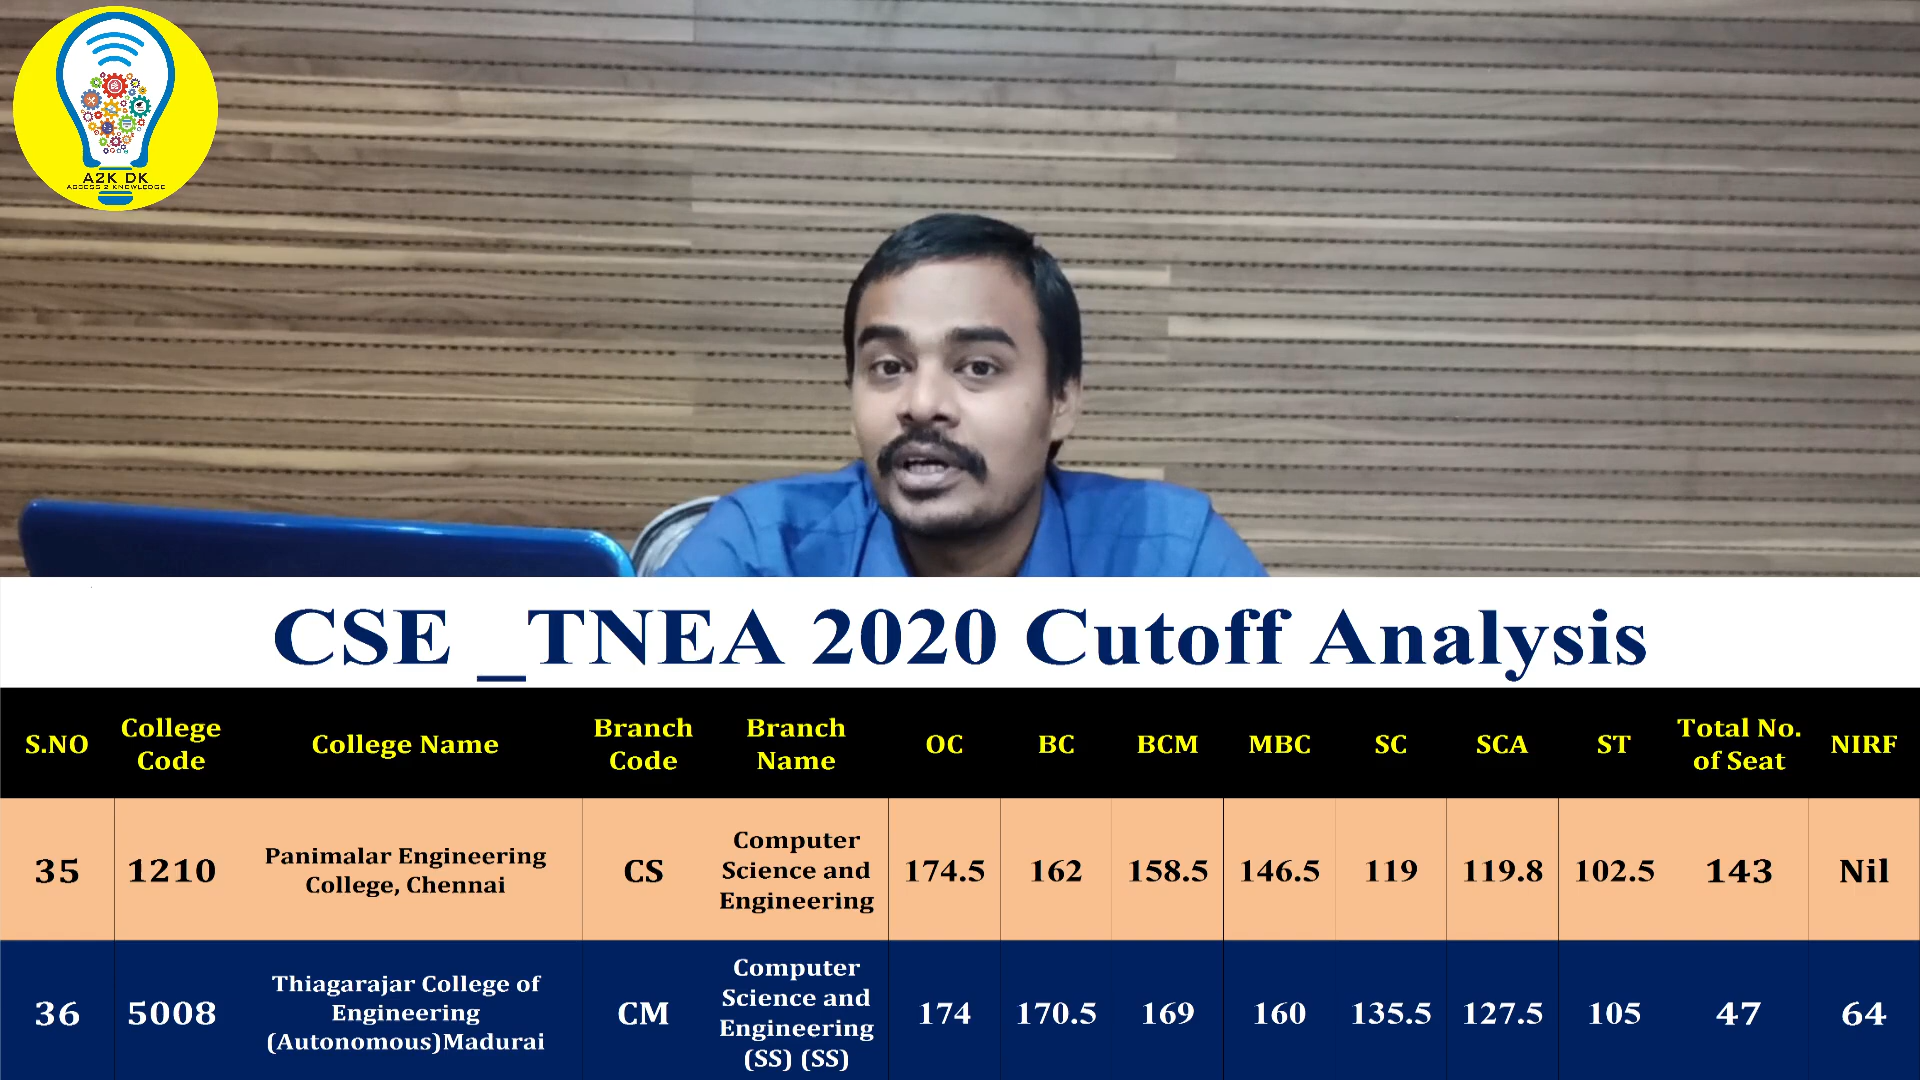 A2K DK
ACCESS 2 KNOWLEDGE
CSE _TNEA 2020 Cutoff Analysis
S.NO College Code College Name Branch Code Branch Name OC BC BCM MBC SC SCA ST Total No. of Seat NIRF
35 1210 Panimalar Engineering College, Chennai CS Computer Science and Engineering 174.5 162 158.5 146.5 119 119.8 102.5 143 Nil
36 5008 Thiagarajar College of Engineering (Autonomous)Madurai CM Computer Science and Engineering (SS) (SS) 174 170.5 169 160 135.5 127.5 105 47 64